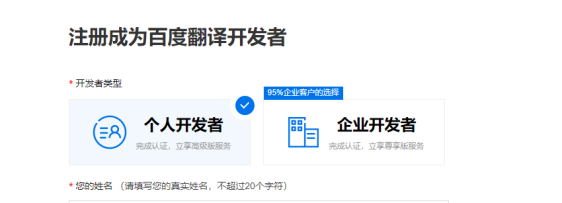 注册成为百度翻译开发者
* 开发者类型
95%企业客户的选择
个人开发者
完成认证，立享高级版服务
企业开发者
完成认证，立享尊享版服务
* 您的姓名 （请填写您的真实姓名，不超过20个字符）